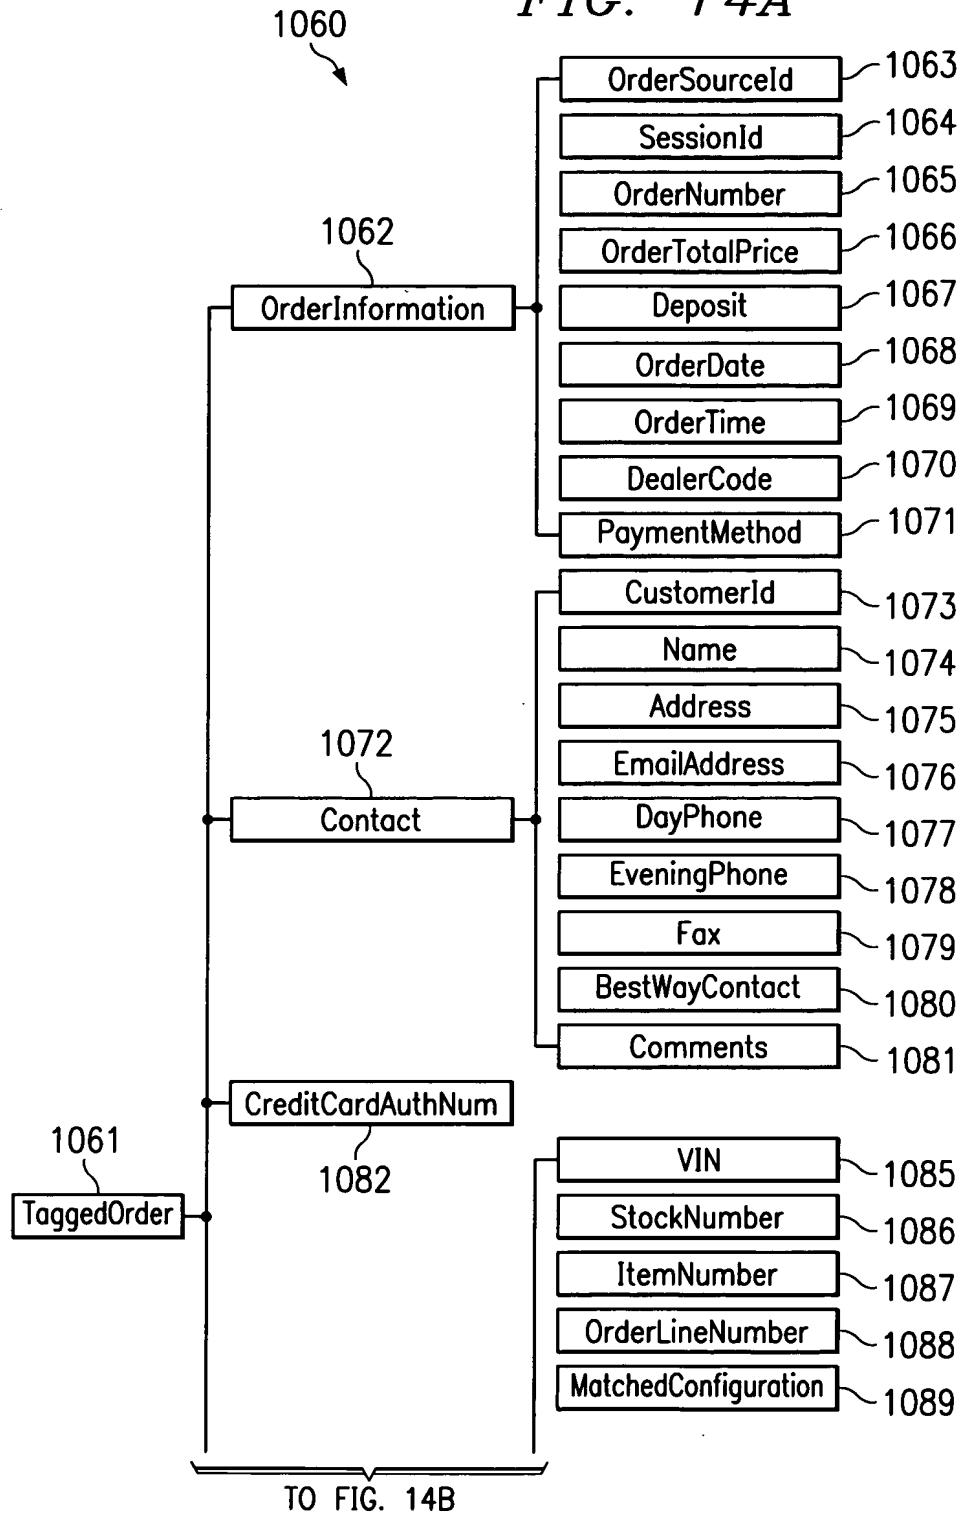 FIG. 14A
1060
OrderSourceId 1063
SessionId 1064
OrderNumber 1065
1062
OrderTotalPrice 1066
OrderInformation
Deposit 1067
OrderDate 1068
OrderTime 1069
DealerCode 1070
PaymentMethod 1071
CustomerId 1073
Name 1074
Address 1075
1072
EmailAddress 1076
Contact
DayPhone 1077
EveningPhone 1078
Fax 1079
BestWayContact 1080
Comments 1081
CreditCardAuthNum
1061
1082
VIN 1085
TaggedOrder
StockNumber 1086
ItemNumber 1087
OrderLineNumber 1088
MatchedConfiguration 1089
TO FIG. 14B